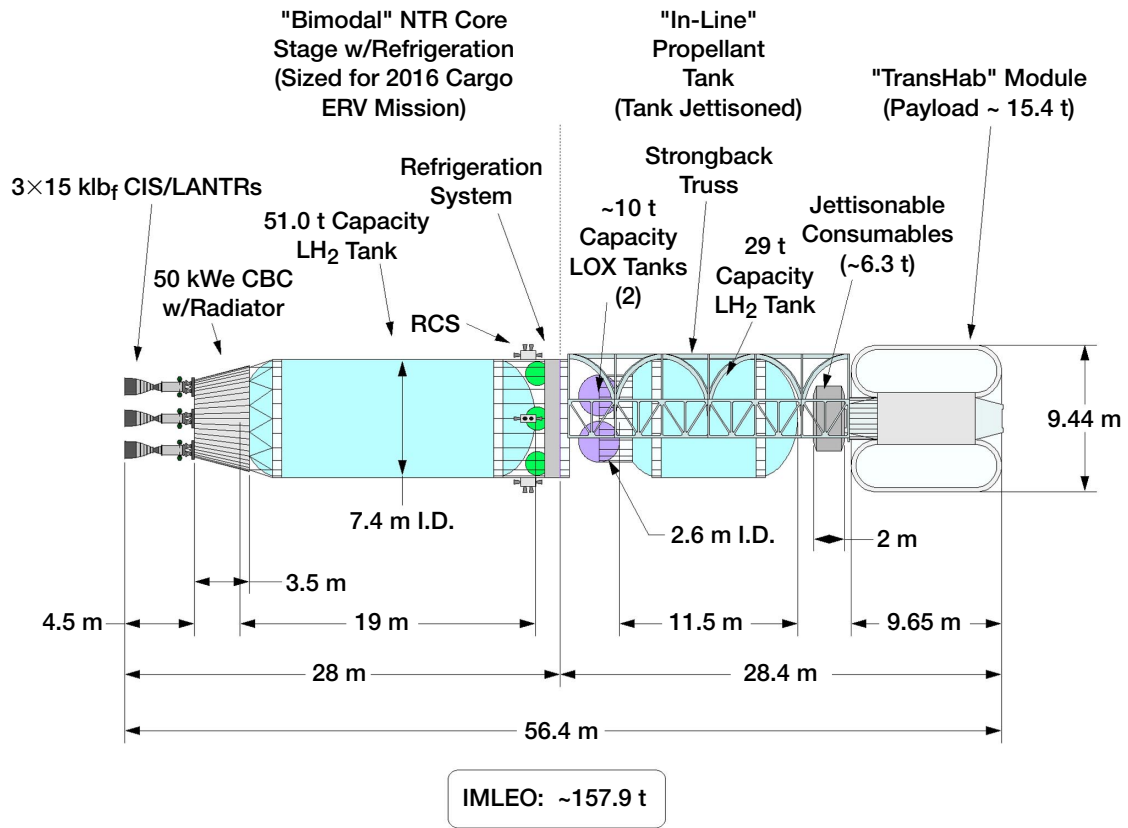 "Bimodal" NTR Core
Stage w/Refrigeration
(Sized for 2016 Cargo
ERV Mission)
"In-Line"
Propellant
Tank
(Tank Jettisoned)
"TransHab" Module
(Payload ~ 15.4 t)
3×15 klbf CIS/LANTRs
50 kWe CBC
w/Radiator
51.0 t Capacity
LH2 Tank
Refrigeration
System
RCS
~10 t
Capacity
LOX Tanks
(2)
Strongback
Truss
29 t
Capacity
LH2 Tank
Jettisonable
Consumables
(~6.3 t)
9.44 m
7.4 m I.D.
2.6 m I.D.
2 m
3.5 m
4.5 m
19 m
11.5 m
9.65 m
28 m
28.4 m
56.4 m
IMLEO: ~157.9 t